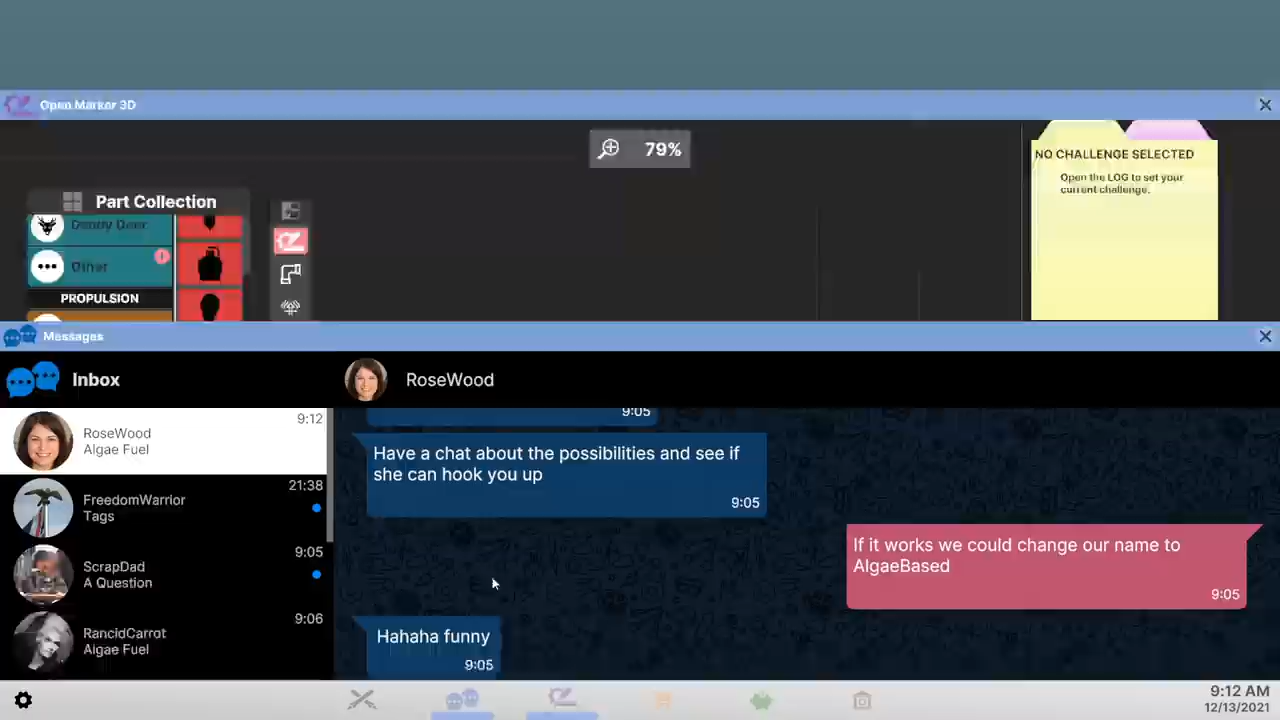 Open Marker 3D
79%
NO CHALLENGE SELECTED
Open the LOG to set your
current challenge.
Part Collection
Other
PROPULSION
Messages
Inbox
RoseWood
9:12
RoseWood
Algae Fuel
21:38
FreedomWarrior
Tags
9:05
ScrapDad
A Question
9:06
RancidCarrot
Algae Fuel
9:05
Have a chat about the possibilities and see if
she can hook you up
9:05
If it works we could change our name to
AlgaeBased
9:05
Hahaha funny
9:05
9:12 AM
12/13/2021